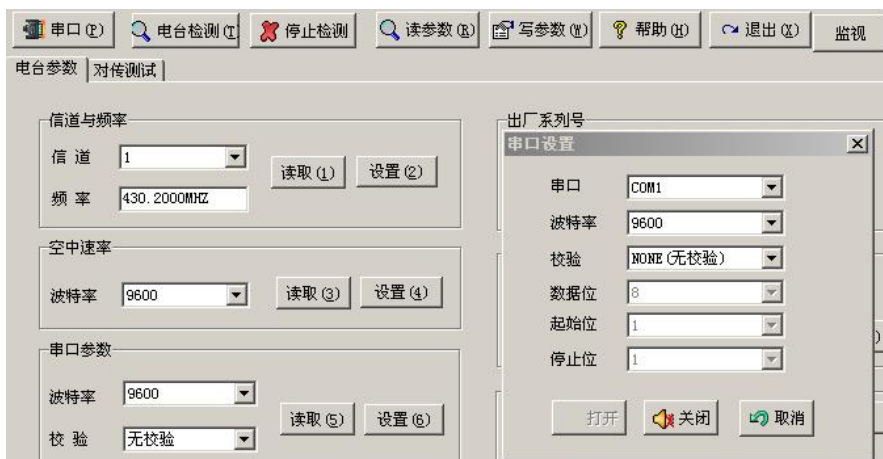 串口(P) 电台检测(T 停止检测 读参数(R) 写参数(W) 帮助(H) 退出(X) 监视
电台参数 对传测试
信道与频率
信 道 1
读取(1) 设置(2)
频 率 430.2000MHZ
空中速率
波特率 9600 读取(3) 设置(4)
串口参数
波特率 9600
读取(5) 设置(6)
校 验 无校验
出厂系列号
串口设置
串口 COM1
波特率 9600
校验 NONE(无校验)
数据位 8
起始位 1
停止位 1
打开 关闭 取消
)